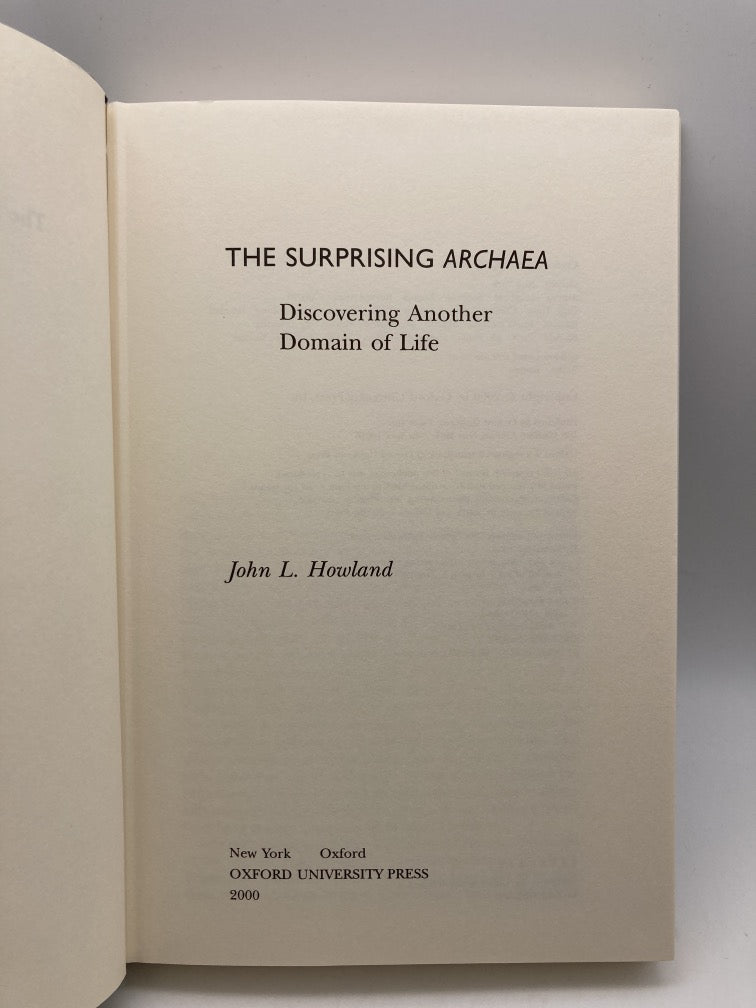 THE SURPRISING ARCHAEA
Discovering Another
Domain of Life
John L. Howland
New York Oxford
OXFORD UNIVERSITY PRESS
2000